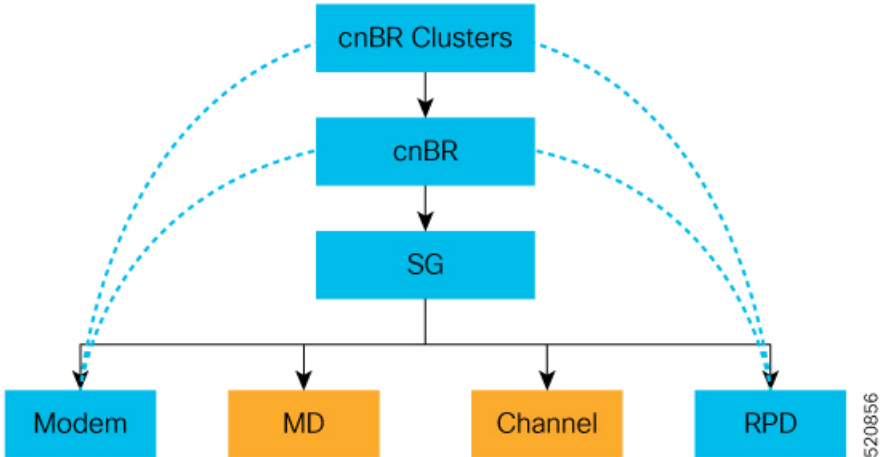 cnBR Clusters
cnBR
SG
Modem
MD
Channel
RPD
520856